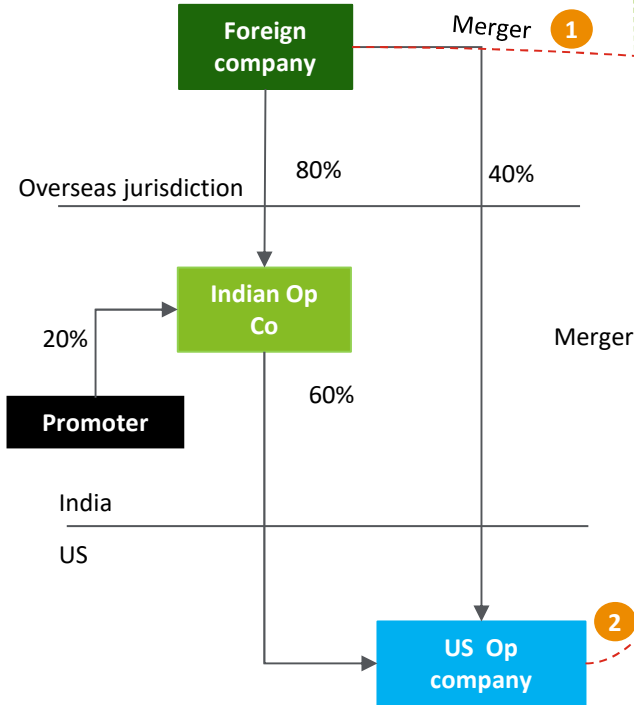 Merger 1
Foreign
company
80%
40%
Overseas jurisdiction
Indian Op
Co
20%
Merger
60%
Promoter
India
US
2
US Op
company